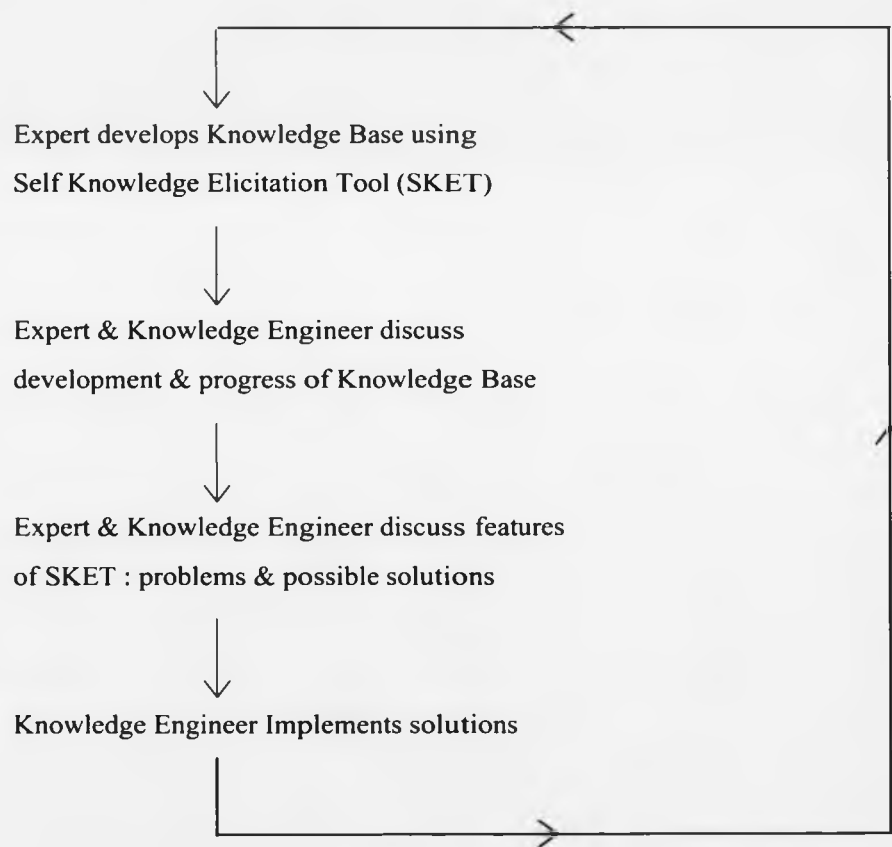 Expert develops Knowledge Base using
Self Knowledge Elicitation Tool (SKET)
Expert & Knowledge Engineer discuss
development & progress of Knowledge Base
Expert & Knowledge Engineer discuss features
of SKET : problems & possible solutions
Knowledge Engineer Implements solutions